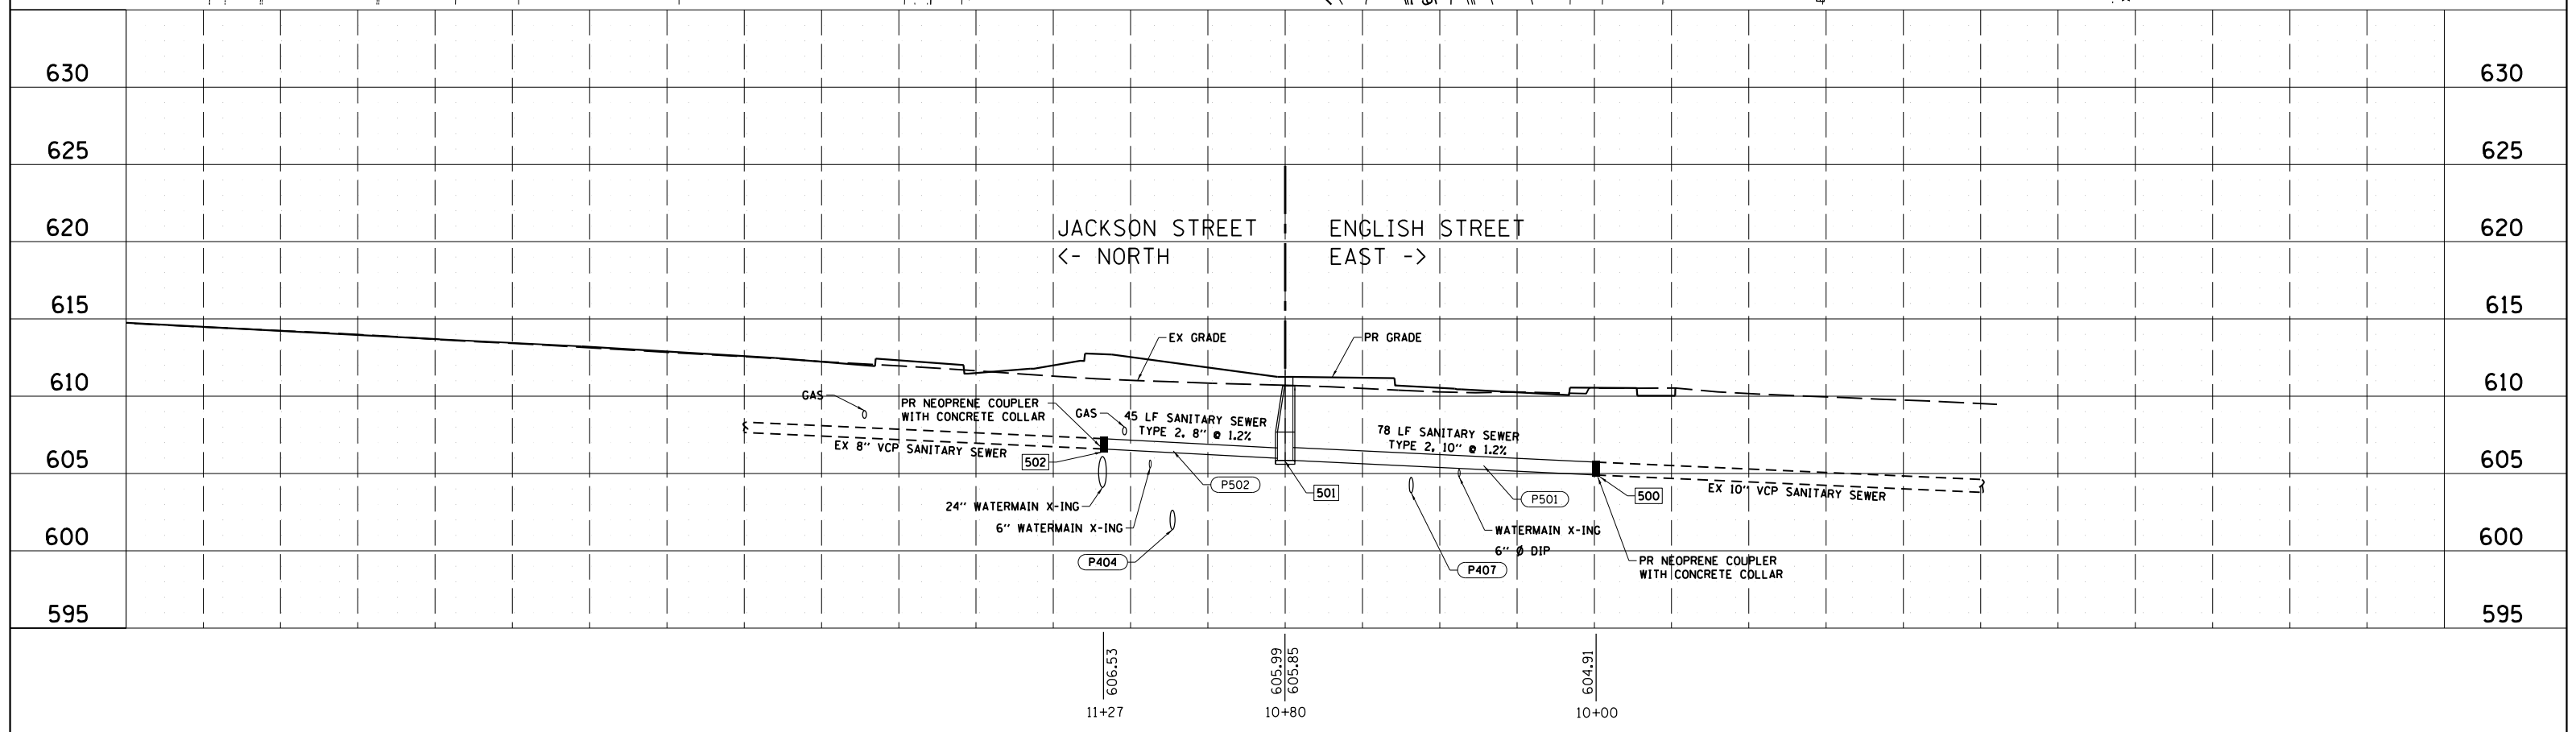 630 630
625 625
620 JACKSON STREET ENGLISH STREET 620
<- NORTH EAST ->
615 615
EX GRADE PR GRADE
610 610
GAS
PR NEOPRENE COUPLER
WITH CONCRETE COLLAR
GAS
45 LF SANITARY SEWER
TYPE 2, 8" @ 1.2%
78 LF SANITARY SEWER
TYPE 2, 10" @ 1.2%
EX 8" VCP SANITARY SEWER
605 605
502
P502
501
P501
500
EX 10" VCP SANITARY SEWER
24" WATERMAIN X-ING
6" WATERMAIN X-ING
WATERMAIN X-ING
6" Ø DIP
600 600
P404
P407
PR NEOPRENE COUPLER
WITH CONCRETE COLLAR
595 595
606.53
605.99
605.85
604.91
11+27 10+80 10+00